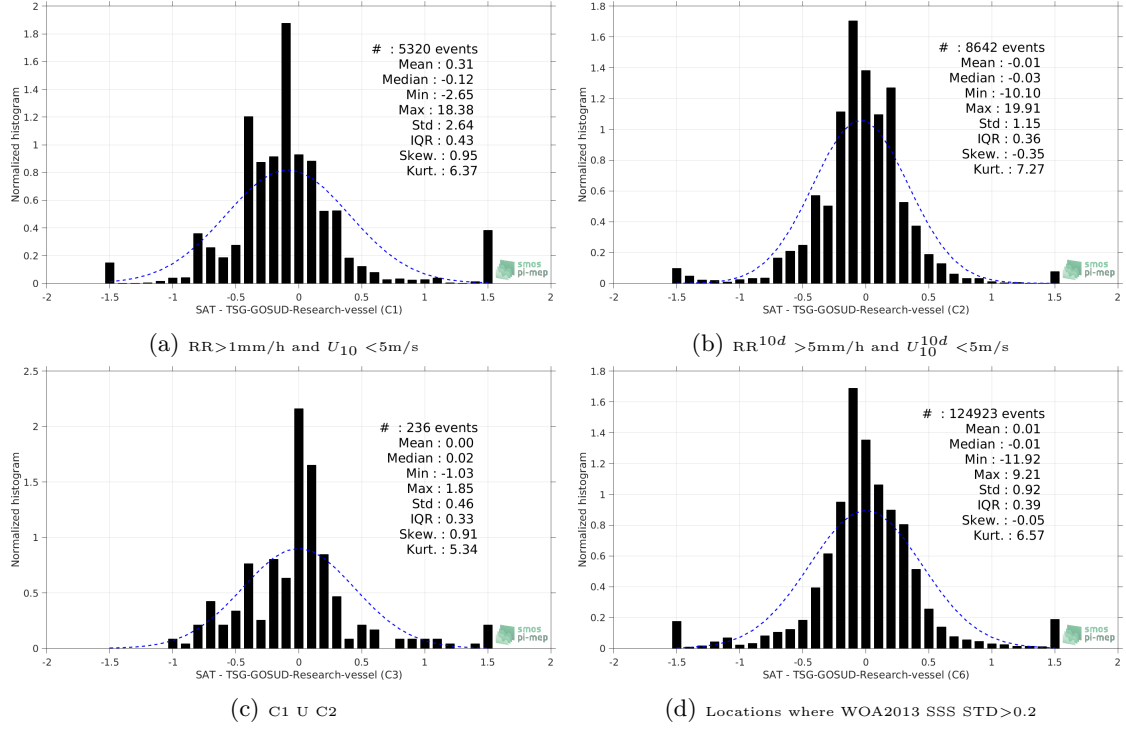 2
1.8
1.6
1.4
1.2
1
0.8
0.6
0.4
0.2
0
-2
-1
-0.5
0
0.5
1
1.5
2
Normalized histogram
SAT - TSG-GOSUD-Research-vessel (C1)
# : 5320 events
Mean : 0.31
Median : -0.12
Min : -2.65
Max : 18.38
Std : 2.64
IQR : 0.43
Skew. : 0.95
Kurt. : 6.37
smos
pi-mep
(a) RR>1mm/h and U10 <5m/s
1.8
1.6
1.4
1.2
1
0.8
0.6
0.4
0.2
0
-2
-1
-0.5
0
0.5
1
1.5
2
Normalized histogram
SAT - TSG-GOSUD-Research-vessel (C2)
# : 8642 events
Mean : -0.01
Median : -0.03
Min : -10.10
Max : 19.91
Std : 1.15
IQR : 0.36
Skew. : -0.35
Kurt. : 7.27
smos
pi-mep
(b) RR10d >5mm/h and U10d10 <5m/s
2.5
2
1.5
1
0.5
0
-2
-1.5
-1
-0.5
0
0.5
1
1.5
2
Normalized histogram
SAT - TSG-GOSUD-Research-vessel (C3)
# : 236 events
Mean : 0.00
Median : 0.02
Min : -1.03
Max : 1.85
Std : 0.46
IQR : 0.33
Skew. : 0.91
Kurt. : 5.34
smos
pi-mep
(c) C1 U C2
1.8
1.6
1.4
1.2
1
0.8
0.6
0.4
0.2
0
-2
-1.5
-1
-0.5
0
0.5
1
1.5
2
Normalized histogram
SAT - TSG-GOSUD-Research-vessel (C6)
# : 124923 events
Mean : 0.01
Median : -0.01
Min : -11.92
Max : 9.21
Std : 0.92
IQR : 0.39
Skew. : -0.05
Kurt. : 6.57
smos
pi-mep
(d) Locations where WOA2013 SSS STD>0.2